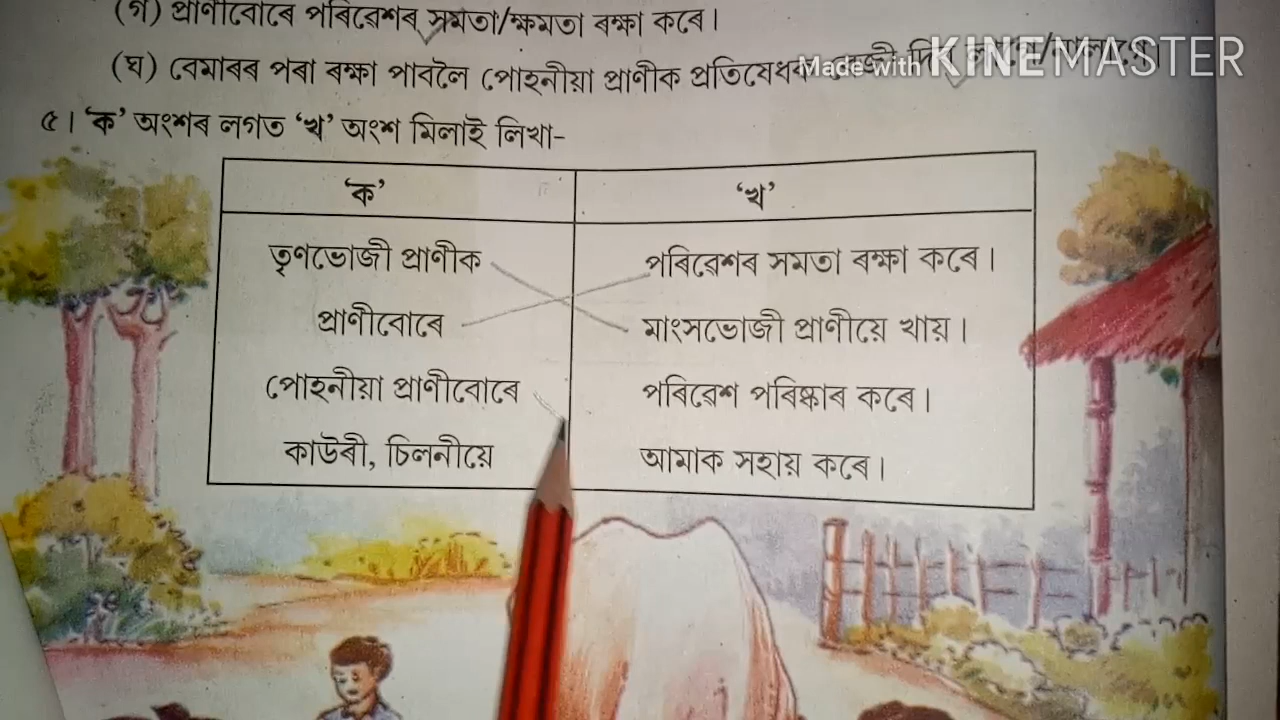 (গ) প্ৰাণীবোৰে পৰিৱেশৰ সমতা/ক্ষমতা ৰক্ষা কৰে।
(ঘ) বেমাৰৰ পৰা ৰক্ষা পাবলৈ পোহনীয়া প্ৰাণীক প্ৰতিষেধক
Made with KINEMASTER
৫। ‘ক’ অংশৰ লগত ‘খ’ অংশ মিলাই লিখা-
‘ক’ ‘খ’
তৃণভোজী প্ৰাণীক পৰিৱেশৰ সমতা ৰক্ষা কৰে।
প্ৰাণীবোৰে মাংসভোজী প্ৰাণীয়ে খায়।
পোহনীয়া প্ৰাণীবোৰে পৰিৱেশ পৰিষ্কাৰ কৰে।
কাউৰী, চিলনীয়ে আমাক সহায় কৰে।